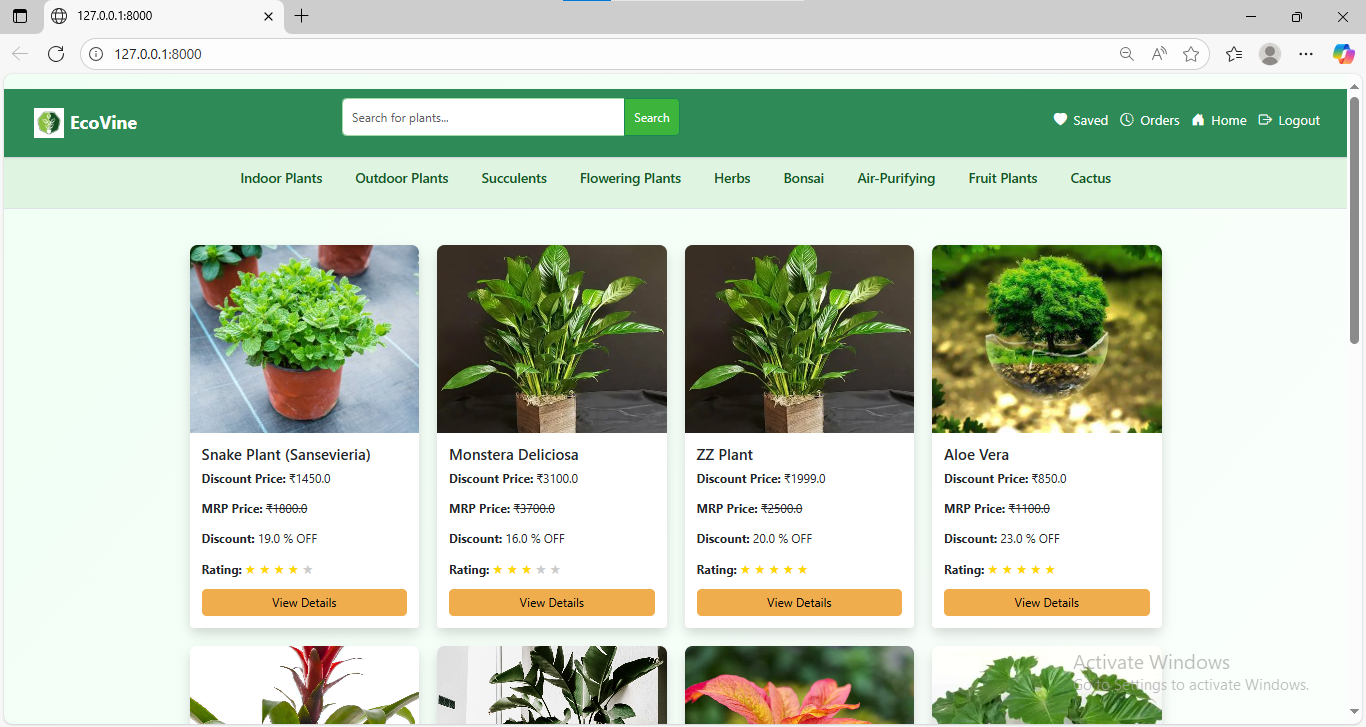 127.0.0.1:8000
127.0.0.1:8000
EcoVine
Search for plants...
Search
Saved
Orders
Home
Logout
Indoor Plants
Outdoor Plants
Succulents
Flowering Plants
Herbs
Bonsai
Air-Purifying
Fruit Plants
Cactus
Snake Plant (Sansevieria)
Discount Price: ₹1450.0
MRP Price: ₹1800.0
Discount: 19.0 % OFF
Rating: ★ ★ ★ ★ ★
View Details
Monstera Deliciosa
Discount Price: ₹3100.0
MRP Price: ₹3700.0
Discount: 16.0 % OFF
Rating: ★ ★ ★ ★ ★
View Details
ZZ Plant
Discount Price: ₹1999.0
MRP Price: ₹2500.0
Discount: 20.0 % OFF
Rating: ★ ★ ★ ★ ★
View Details
Aloe Vera
Discount Price: ₹850.0
MRP Price: ₹1100.0
Discount: 23.0 % OFF
Rating: ★ ★ ★ ★ ★
View Details
Activate Windows
Go to Settings to activate Windows.